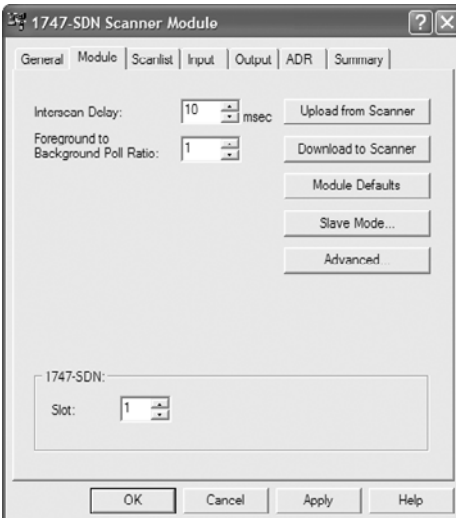 1747-SDN Scanner Module
General Module Scanlist Input Output ADR Summary
Interscan Delay: 10 msec Upload from Scanner
Foreground to
Background Poll Ratio: 1 Download to Scanner
Module Defaults
Slave Mode...
Advanced...
1747-SDN:
Slot: 1
OK Cancel Apply Help